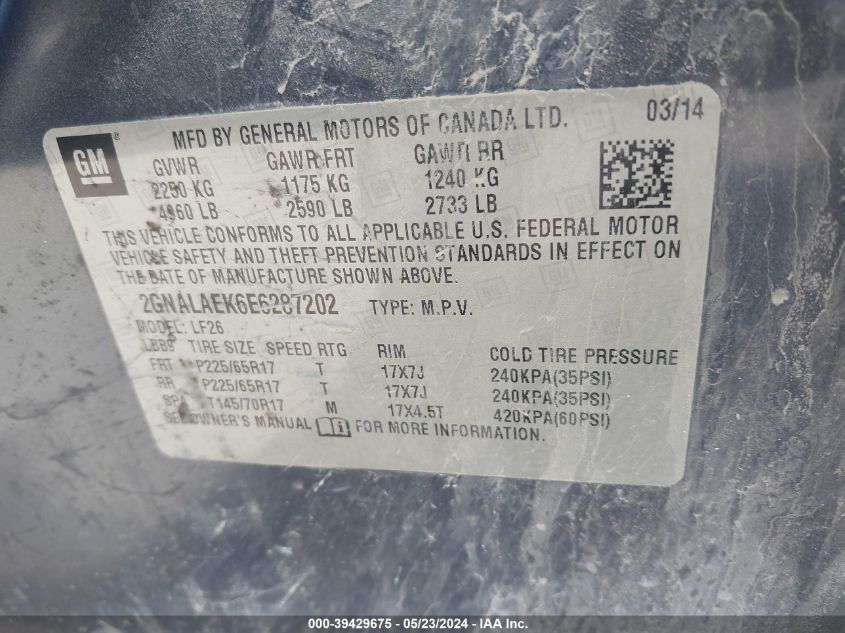 GM ®
MFD BY GENERAL MOTORS OF CANADA LTD. 03/14
GVWR GAWR FRT GAWR RR
2250 KG 1175 KG 1240 KG
4960 LB 2590 LB 2733 LB
THIS VEHICLE CONFORMS TO ALL APPLICABLE U.S. FEDERAL MOTOR
VEHICLE SAFETY AND THEFT PREVENTION STANDARDS IN EFFECT ON
THE DATE OF MANUFACTURE SHOWN ABOVE.
2GNALAEK6E6287202 TYPE: M.P.V.
MODEL: LF26
LBB9 TIRE SIZE SPEED RTG RIM COLD TIRE PRESSURE
FRT P225/65R17 T 17X7J 240KPA(35PSI)
RR P225/65R17 T 17X7J 240KPA(35PSI)
SPA T145/70R17 M 17X4.5T 420KPA(60PSI)
SEE OWNER'S MANUAL FOR MORE INFORMATION.
000-39429675 - 05/23/2024 - IAA Inc.